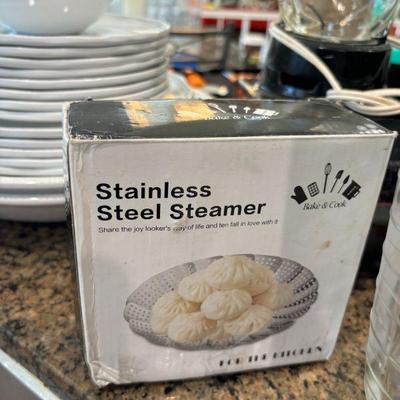 Bake & Cook
Stainless
Steel Steamer
Share the joy looker's way of life and ten fall in love with it
Bake & Cook
FOR THE KITCHEN